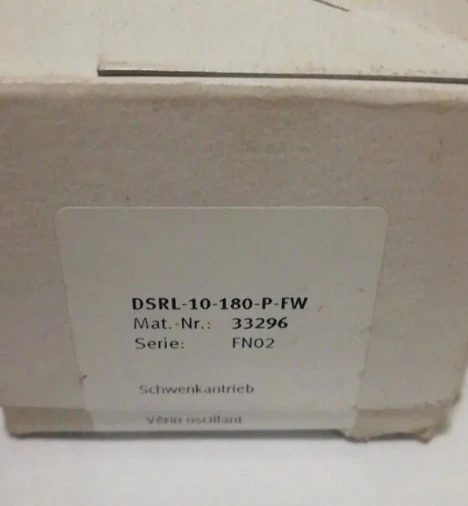 DSRL-10-180-P-FW
Mat.-Nr.: 33296
Serie: FN02
Schwenkantrieb
Vérin oscillant